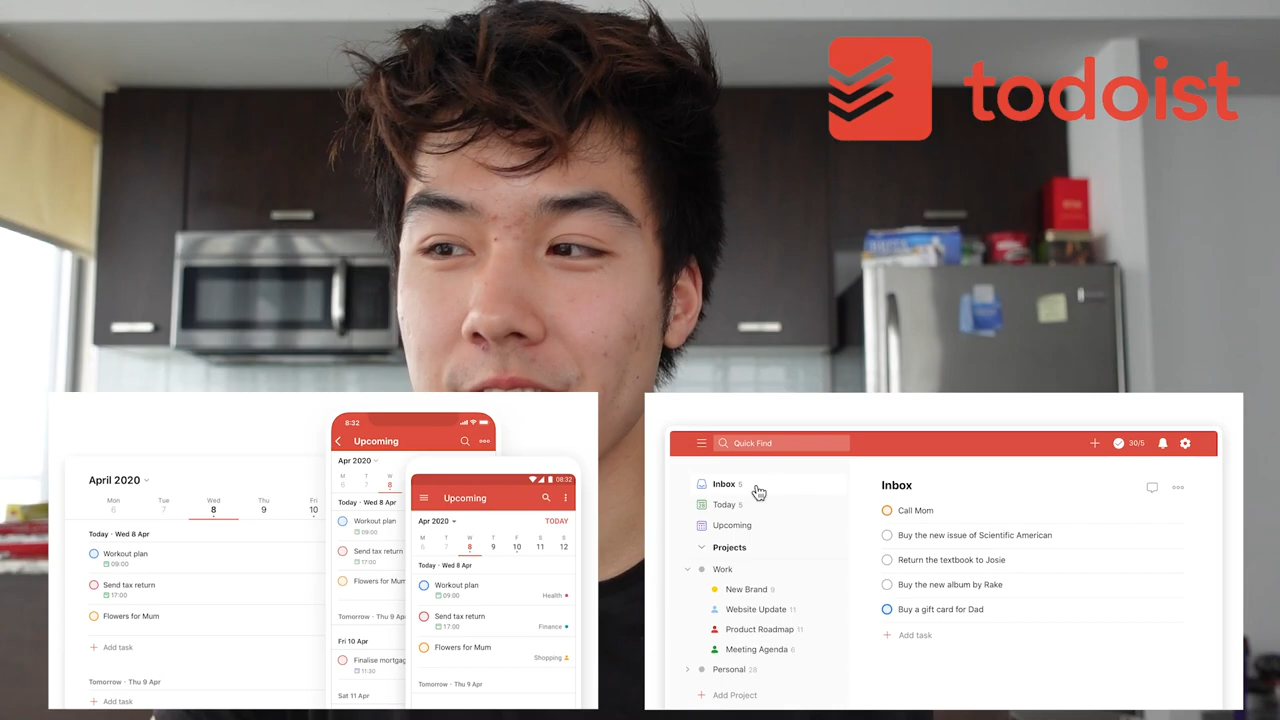 todoist
April 2020
Mon Tue Wed Thu Fri
6 7 8 9 10
Today · Wed 8 Apr
Workout plan
09:00
Send tax return
17:00
Flowers for Mum
+ Add task
Tomorrow · Thu 9 Apr
+ Add task
8:32
Upcoming
Apr 2020
M T W
6 7 8
Today · Wed 8 Apr
Workout plan
09:00
Send tax return
17:00
Flowers for Mum
Tomorrow · Thu 9 Apr
Fri 10 Apr
Finalise mortgag
11:30
Sat 11 Apr
08:32
Upcoming
Apr 2020 TODAY
M T W T F S S
6 7 8 9 10 11 12
Today · Wed 8 Apr
Workout plan
09:00
Health
Send tax return
17:00
Finance
Flowers for Mum
Shopping
Tomorrow · Thu 9 Apr
Quick Find
30/5
Inbox 5
Today 5
Upcoming
Projects
Work
New Brand 9
Website Update 11
Product Roadmap 11
Meeting Agenda 6
Personal 28
+ Add Project
Inbox
Call Mom
Buy the new issue of Scientific American
Return the textbook to Josie
Buy the new album by Rake
Buy a gift card for Dad
+ Add task